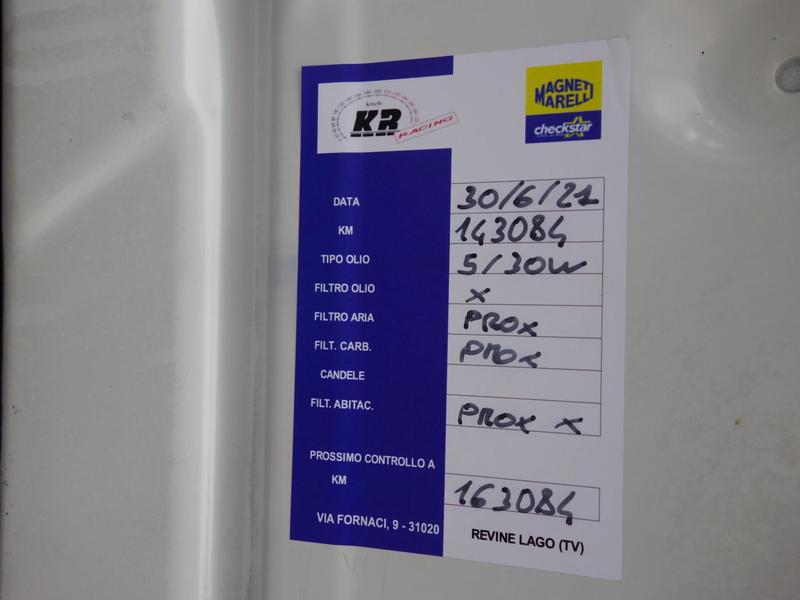 km/h
KR
RACING
MAGNETI
MARELLI
checkstar
DATA 30/6/21
KM 143084
TIPO OLIO 5/30W
FILTRO OLIO X
FILTRO ARIA PROX
FILT. CARB. PROX
CANDELE
FILT. ABITAC. PROX X
PROSSIMO CONTROLLO A
KM 163084
VIA FORNACI, 9 - 31020 REVINE LAGO (TV)